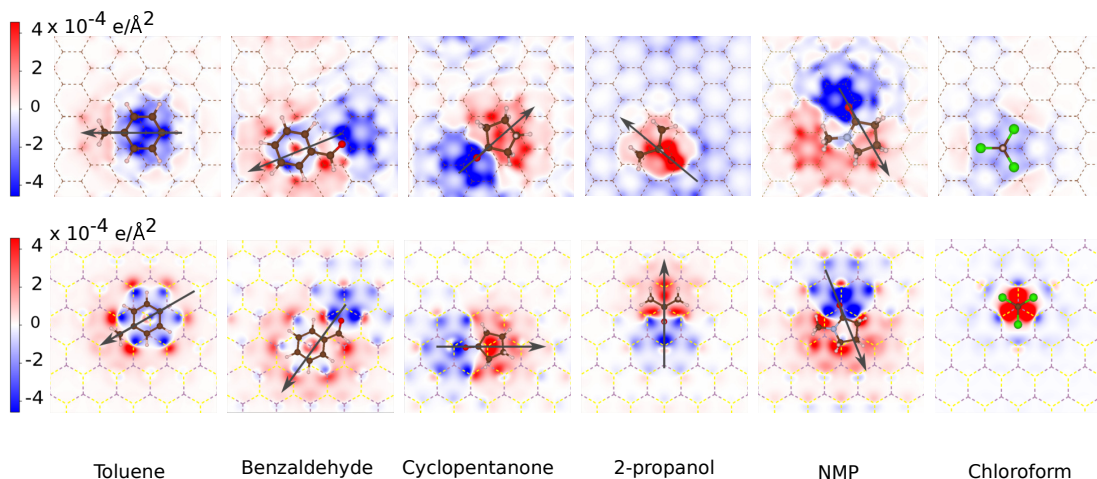 4 x 10⁻⁴ e/Å²
2
0
-2
-4
4 x 10⁻⁴ e/Å²
2
0
-2
-4
Toluene Benzaldehyde Cyclopentanone 2-propanol NMP Chloroform